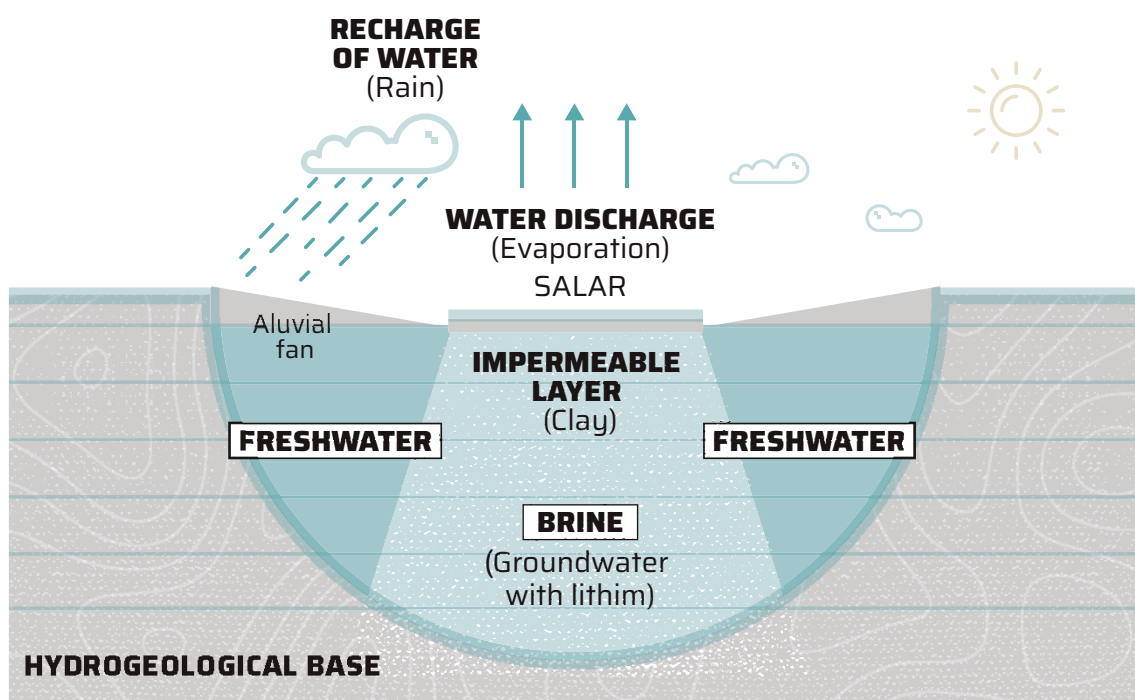 RECHARGE
OF WATER
(Rain)
WATER DISCHARGE
(Evaporation)
SALAR
Aluvial
fan
IMPERMEABLE
LAYER
(Clay)
FRESHWATER
FRESHWATER
BRINE
(Groundwater
with lithim)
HYDROGEOLOGICAL BASE